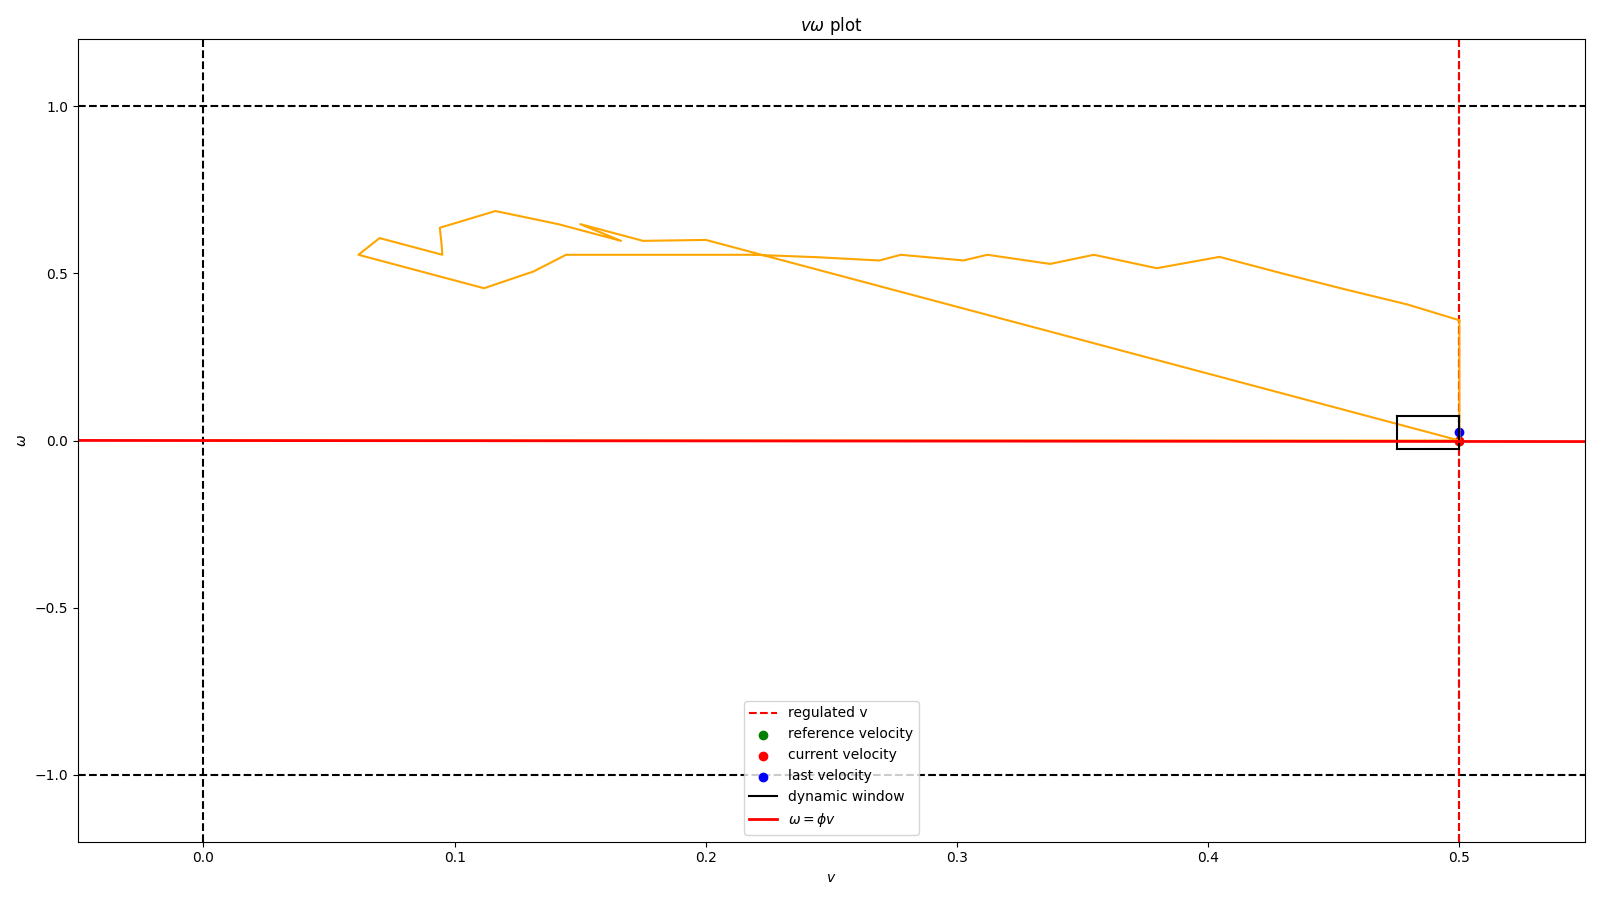 vω plot
1.0
0.5
0.0
−0.5
−1.0
ω
0.0 0.1 0.2 0.3 0.4 0.5
v
regulated v
reference velocity
current velocity
last velocity
dynamic window
ω = ϕv